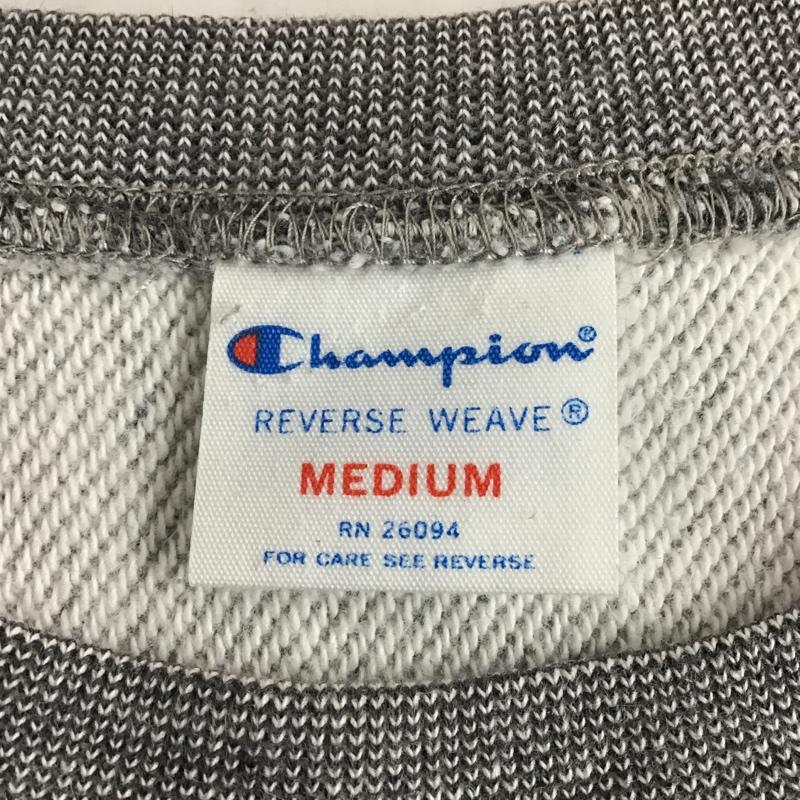 Champion®
REVERSE WEAVE®
MEDIUM
RN 26094
FOR CARE SEE REVERSE